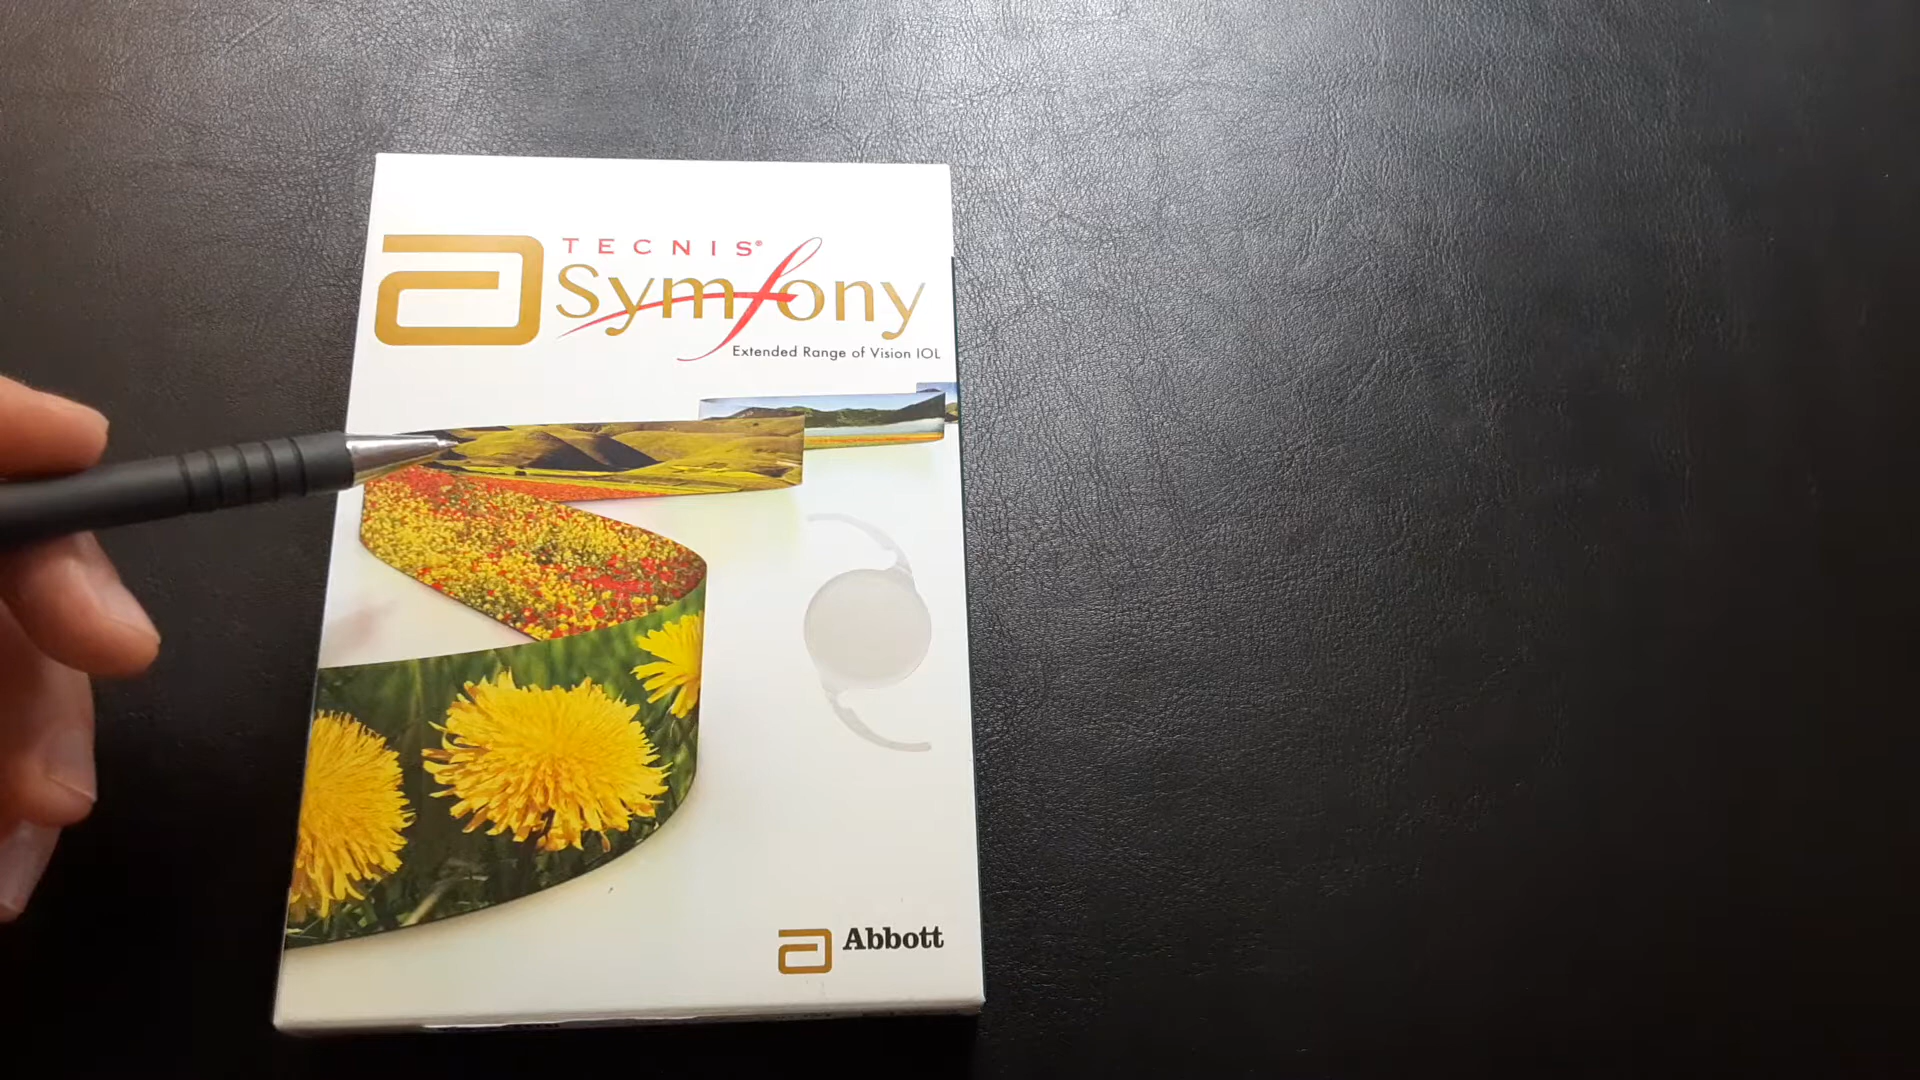 TECNIS®
Symfony
Extended Range of Vision IOL
Abbott